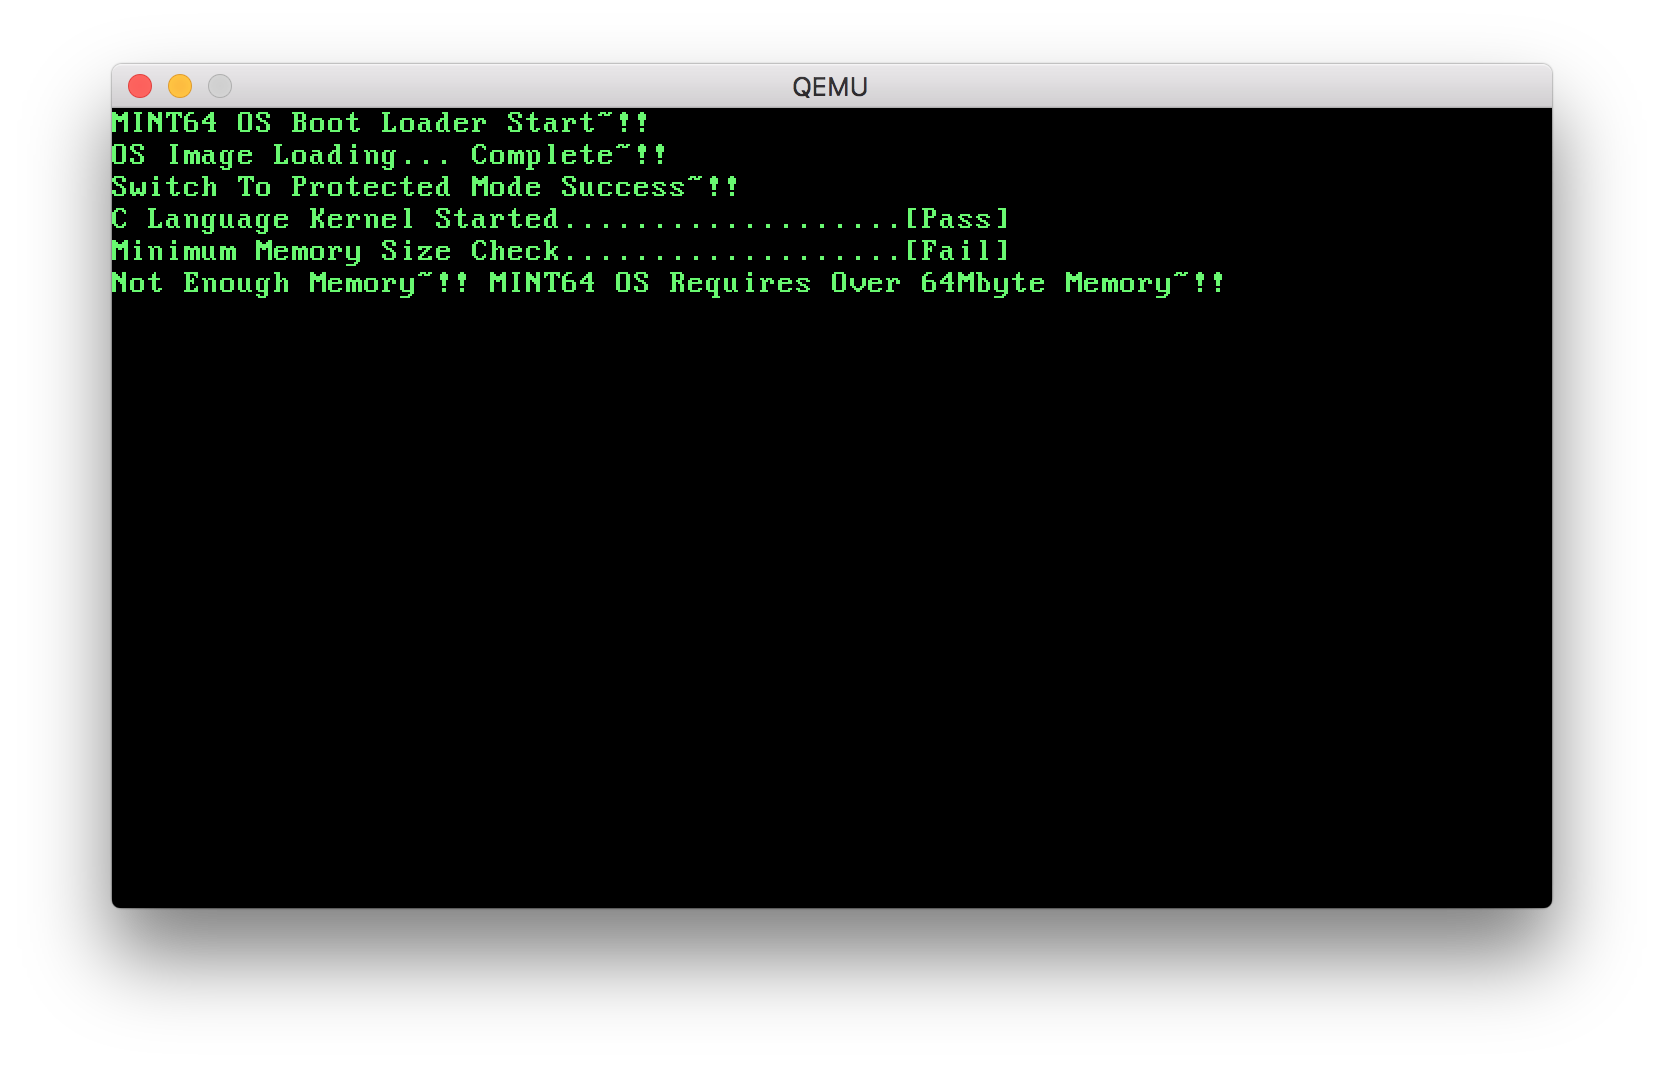 QEMU
MINT64 OS Boot Loader Start~!!
OS Image Loading... Complete~!!
Switch To Protected Mode Success~!!
C Language Kernel Started...................[Pass]
Minimum Memory Size Check...................[Fail]
Not Enough Memory~!! MINT64 OS Requires Over 64Mbyte Memory~!!